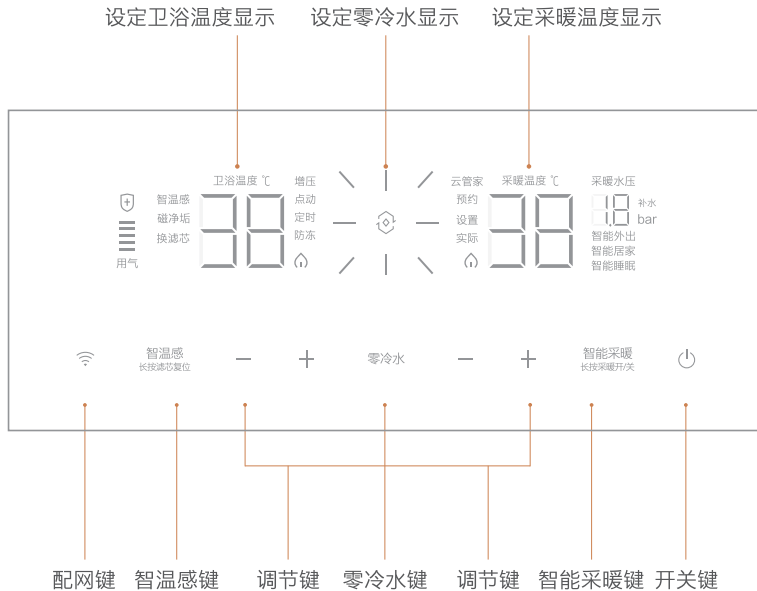 设定卫浴温度显示 设定零冷水显示 设定采暖温度显示
卫浴温度 ℃ 增压 云管家 采暖温度 ℃ 采暖水压
智温感 点动 预约
磁净垢 38 定时 设置 38 1.8 补水
bar
换滤芯 防冻 实际 智能外出
智能居家
用气 智能睡眠
智温感 零冷水 智能采暖
长按滤芯复位 长按采暖开/关
配网键 智温感键 调节键 零冷水键 调节键 智能采暖键 开关键